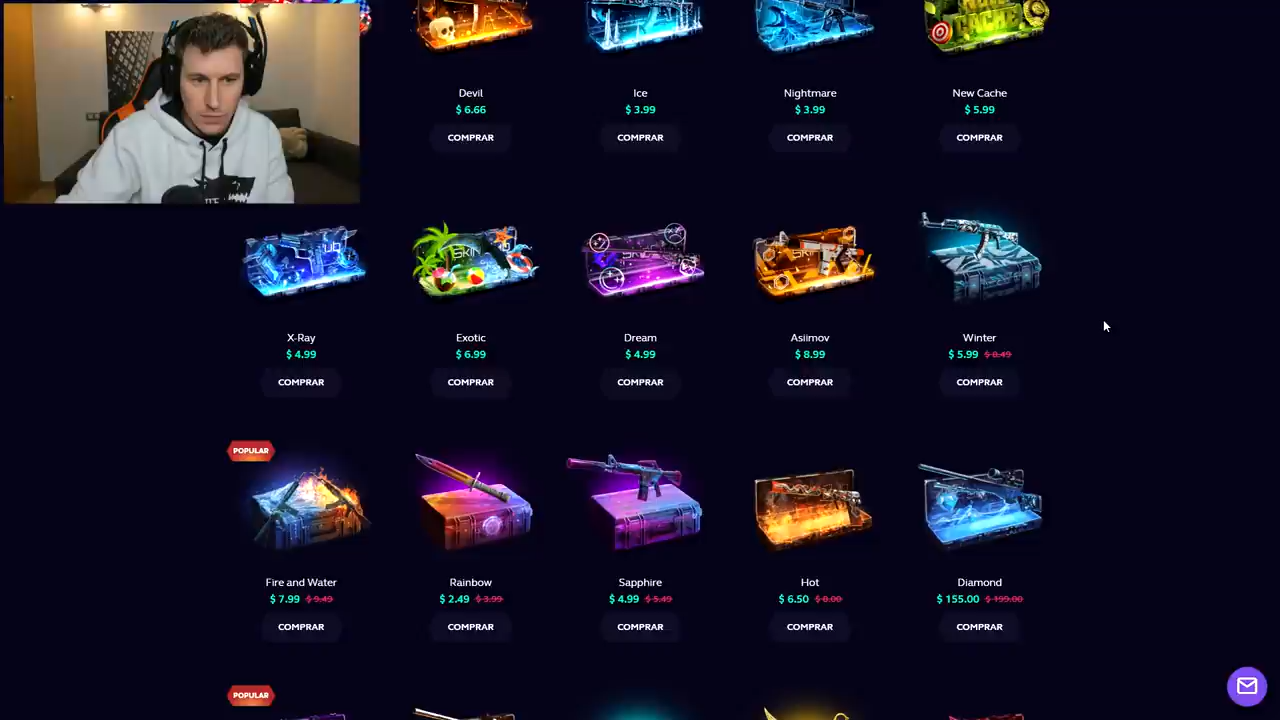 CACHE
Devil
Ice
Nightmare
New Cache
$ 6.66
$ 3.99
$ 3.99
$ 5.99
COMPRAR
COMPRAR
COMPRAR
COMPRAR
X-Ray
Exotic
Dream
Asiimov
Winter
$ 4.99
$ 6.99
$ 4.99
$ 8.99
$ 5.99 $ 8.49
COMPRAR
COMPRAR
COMPRAR
COMPRAR
COMPRAR
POPULAR
Fire and Water
Rainbow
Sapphire
Hot
Diamond
$ 7.99 $ 9.49
$ 2.49 $ 3.99
$ 4.99 $ 5.49
$ 6.50 $ 8.00
$ 155.00 $ 199.00
COMPRAR
COMPRAR
COMPRAR
COMPRAR
COMPRAR
POPULAR